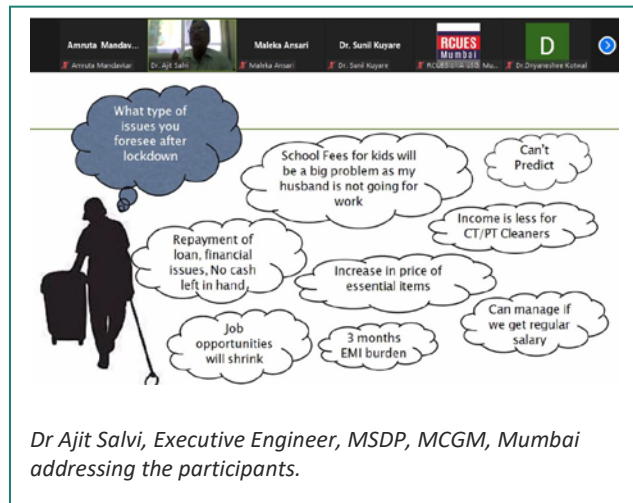 Amruta Mandav...
Maleka Ansari
Dr. Sunil Kuyare
RCUES
Mumbai
D
Amruta Mandavkar
Dr. Ajit Salvi
Maleka Ansari
Dr. Sunil Kuyare
Dr.Dnyaneshwar Kotwal
What type of
issues you
foresee after
lockdown
School Fees for kids will
be a big problem as my
husband is not going for
work
Can't
Predict
Income is less for
CT/PT Cleaners
Repayment of
loan, financial
issues, No cash
left in hand,
Increase in price of
essential items
Can manage if
we get regular
salary
Job
opportunities
will shrink
3 months
EMI burden
Dr Ajit Salvi, Executive Engineer, MSDP, MCGM, Mumbai
addressing the participants.